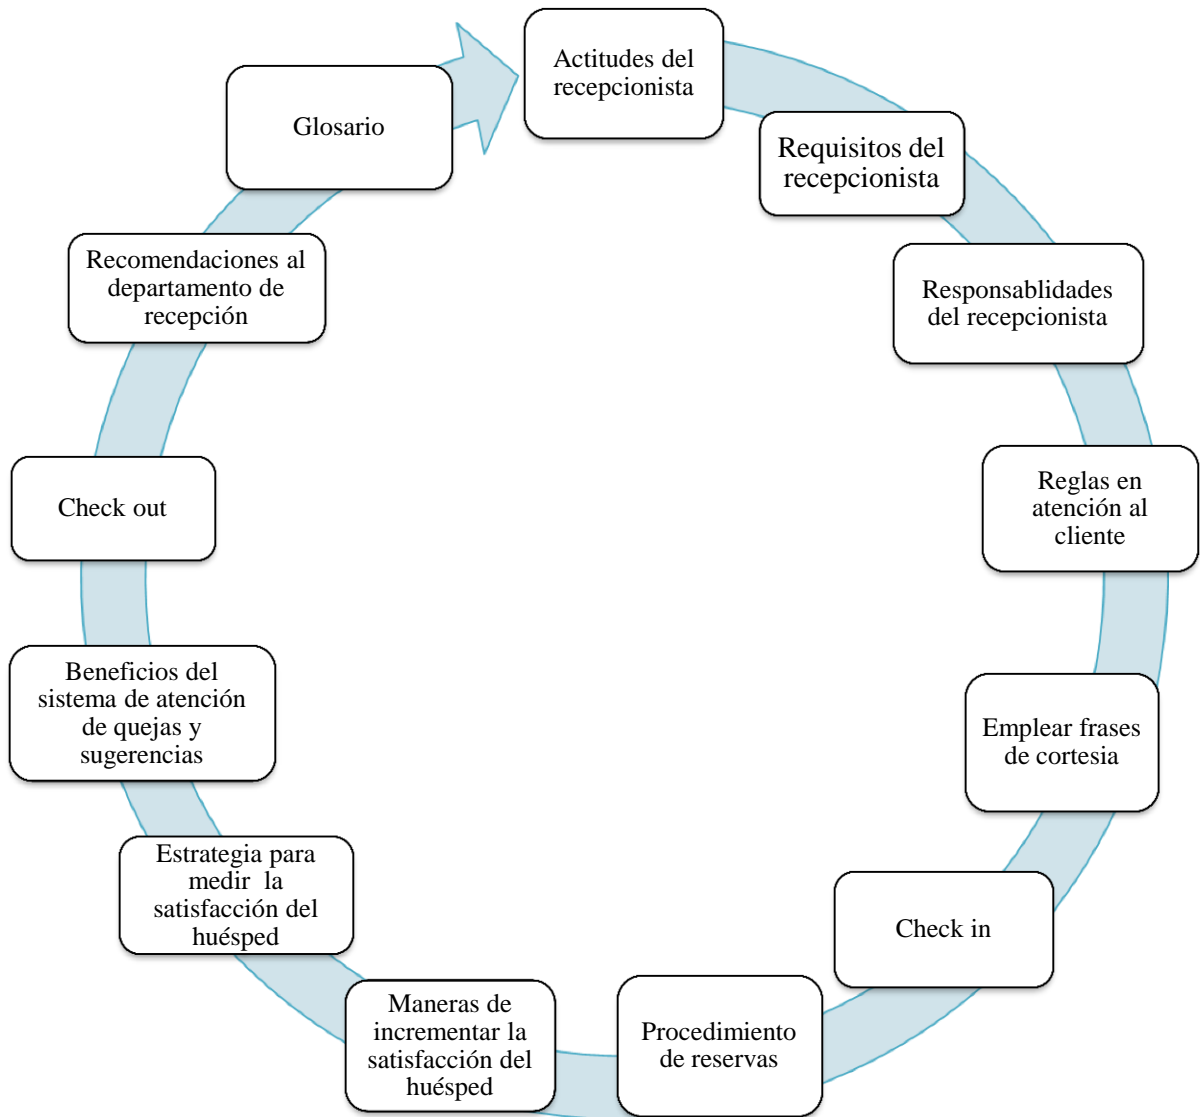 Actitudes del
recepcionista
Requisitos del
recepcionista
Responsablidades
del recepcionista
Reglas en
atención al
cliente
Emplear frases
de cortesia
Check in
Procedimiento
de reservas
Maneras de
incrementar la
satisfacción del
huésped
Estrategia para
medir la
satisfacción del
huésped
Beneficios del
sistema de atención
de quejas y
sugerencias
Check out
Recomendaciones al
departamento de
recepción
Glosario